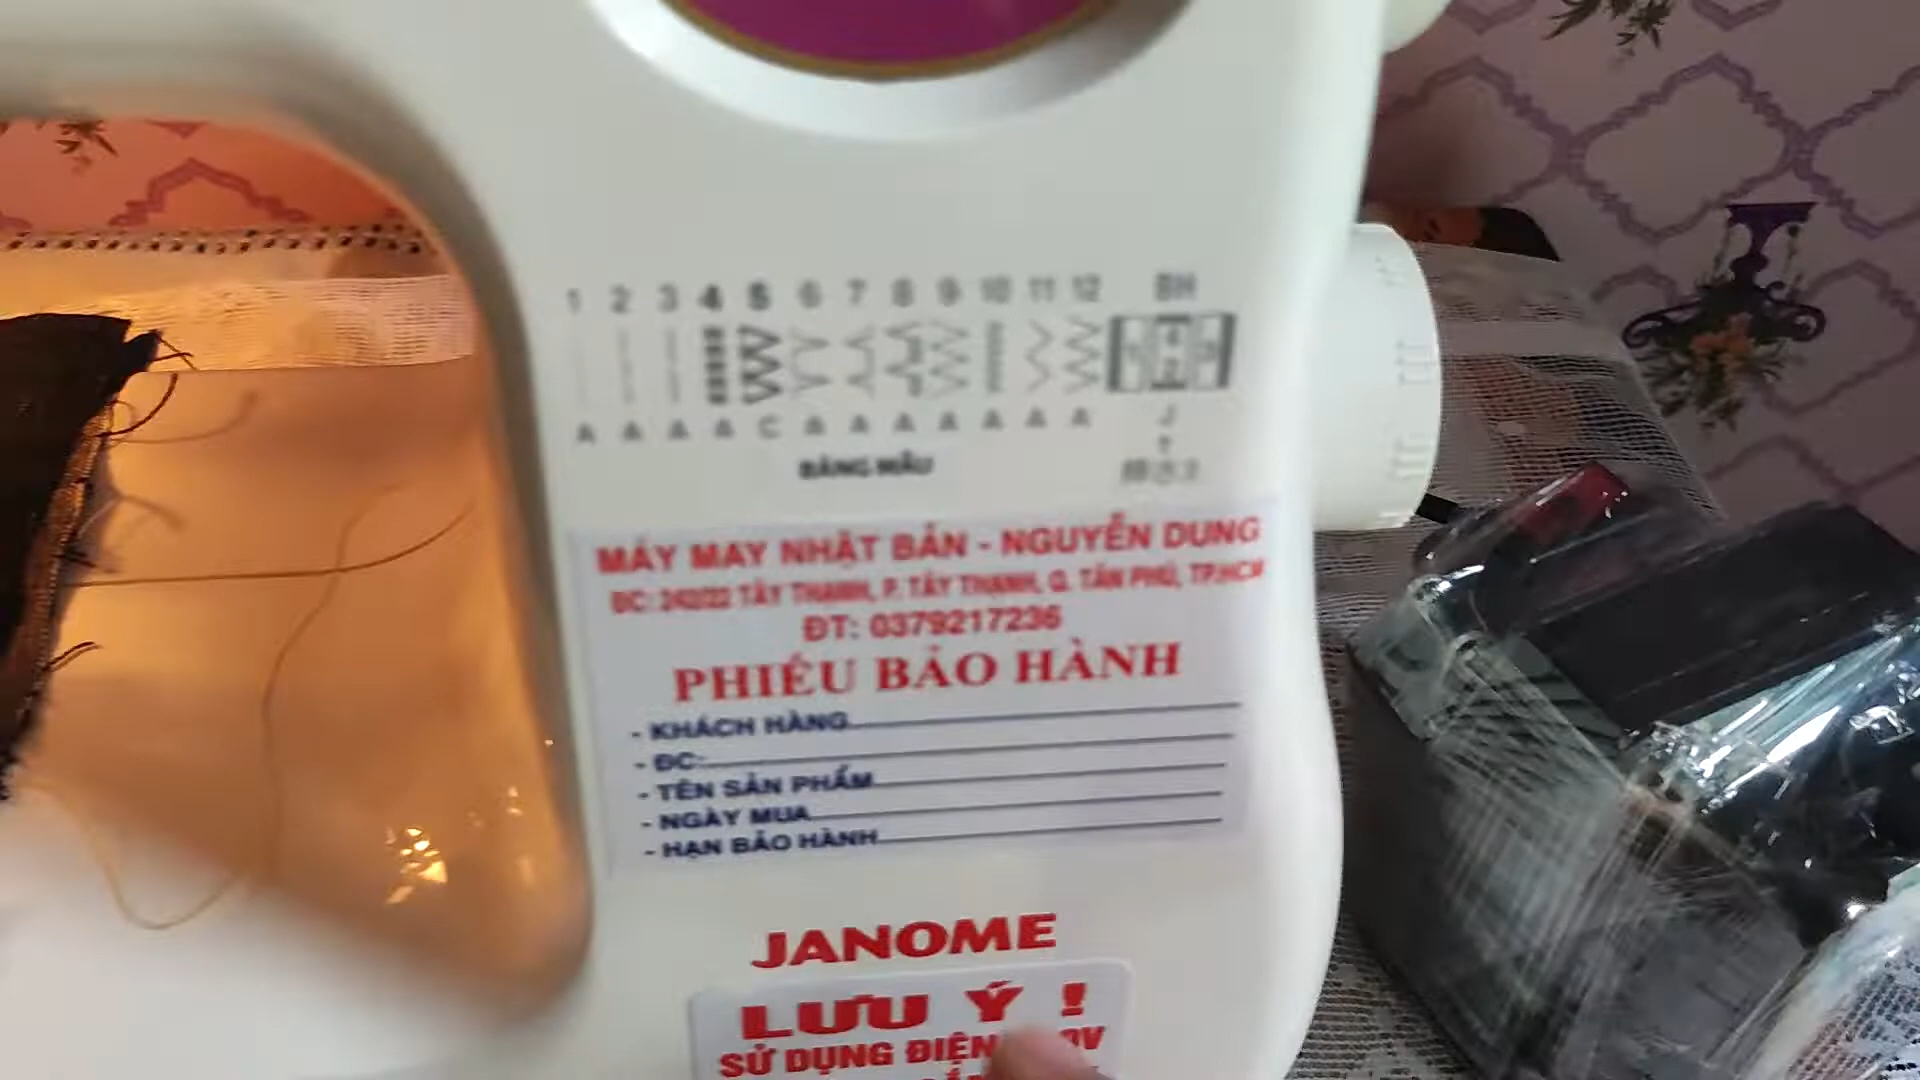 1 2 3 4 5 6 7 8 9 10 11 12 BH
A A A A C A A A A A A A J
BẢNG MẪU
MÁY MAY NHẬT BẢN - NGUYỄN DUNG
ĐC: 240/22 TÂY THẠNH, P. TÂY THẠNH, Q. TÂN PHÚ, TP.HCM
ĐT: 0379217236
PHIẾU BẢO HÀNH
- KHÁCH HÀNG
- ĐC:
- TÊN SẢN PHẨM
- NGÀY MUA
- HẠN BẢO HÀNH
JANOME
LƯU Ý !
SỬ DỤNG ĐIỆN